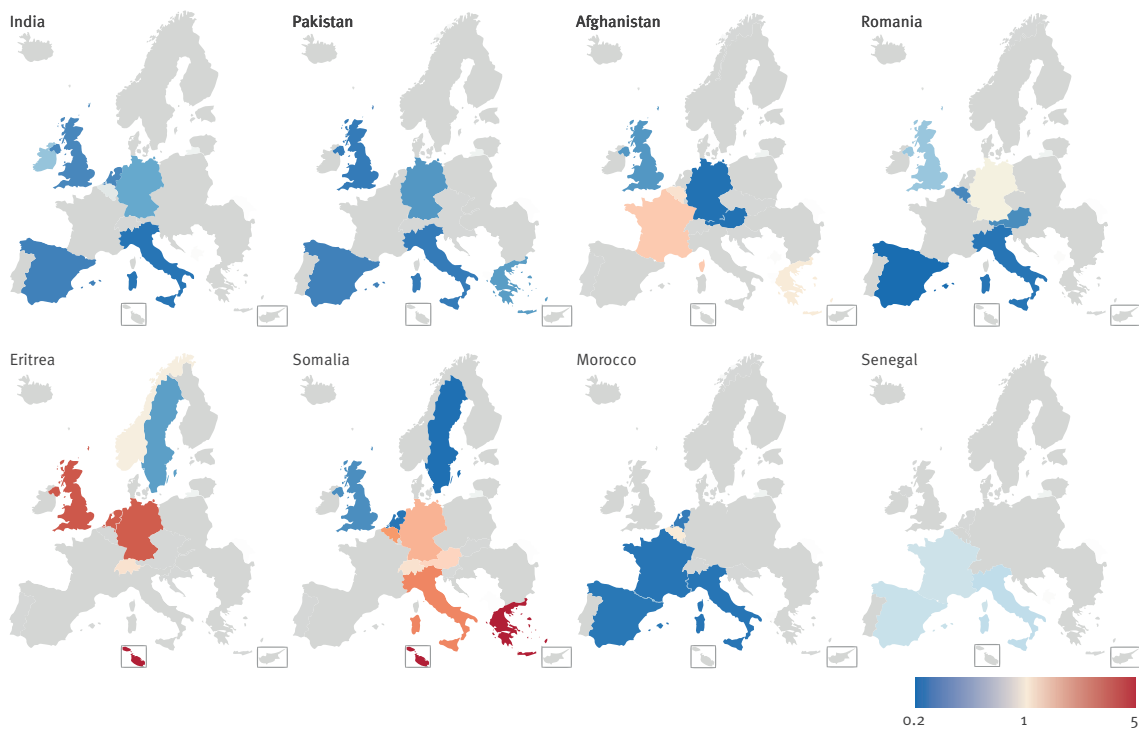 India
Pakistan
Afghanistan
Romania
Eritrea
Somalia
Morocco
Senegal
0.2
1
5